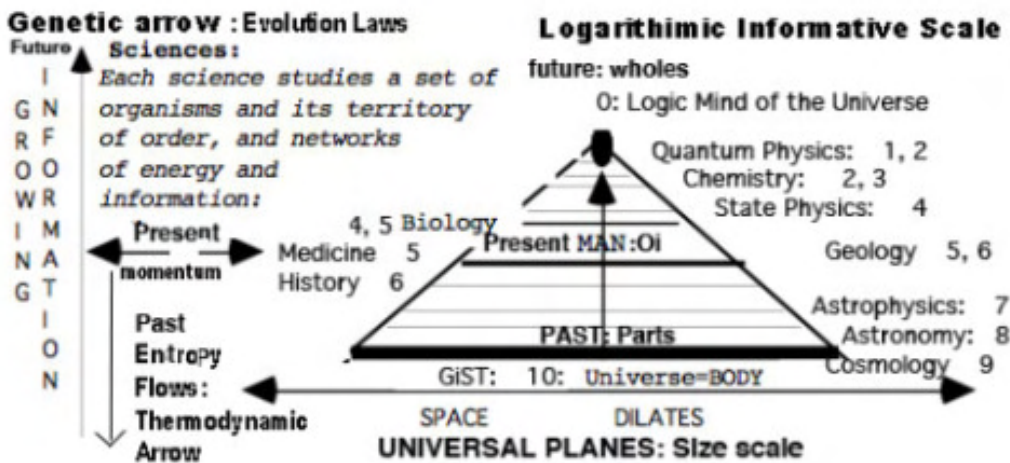 Genetic arrow : Evolution Laws
Future
GROWING
INFORMATION
Sciences:
Each science studies a set of
organisms and its territory
of order, and networks
of energy and
information:
Present
momentum
Past
Entropy
Flows:
Thermodynamic
Arrow
Logarithimic Informative Scale
future: wholes
0: Logic Mind of the Universe
Quantum Physics: 1, 2
Chemistry: 2, 3
State Physics: 4
4, 5 Biology
Present MAN:Oi
Medicine 5
History 6
Geology 5, 6
Astrophysics: 7
Astronomy: 8
Cosmology 9
PAST: Parts
GiST: 10: Universe=BODY
SPACE DILATES
UNIVERSAL PLANES: Size scale